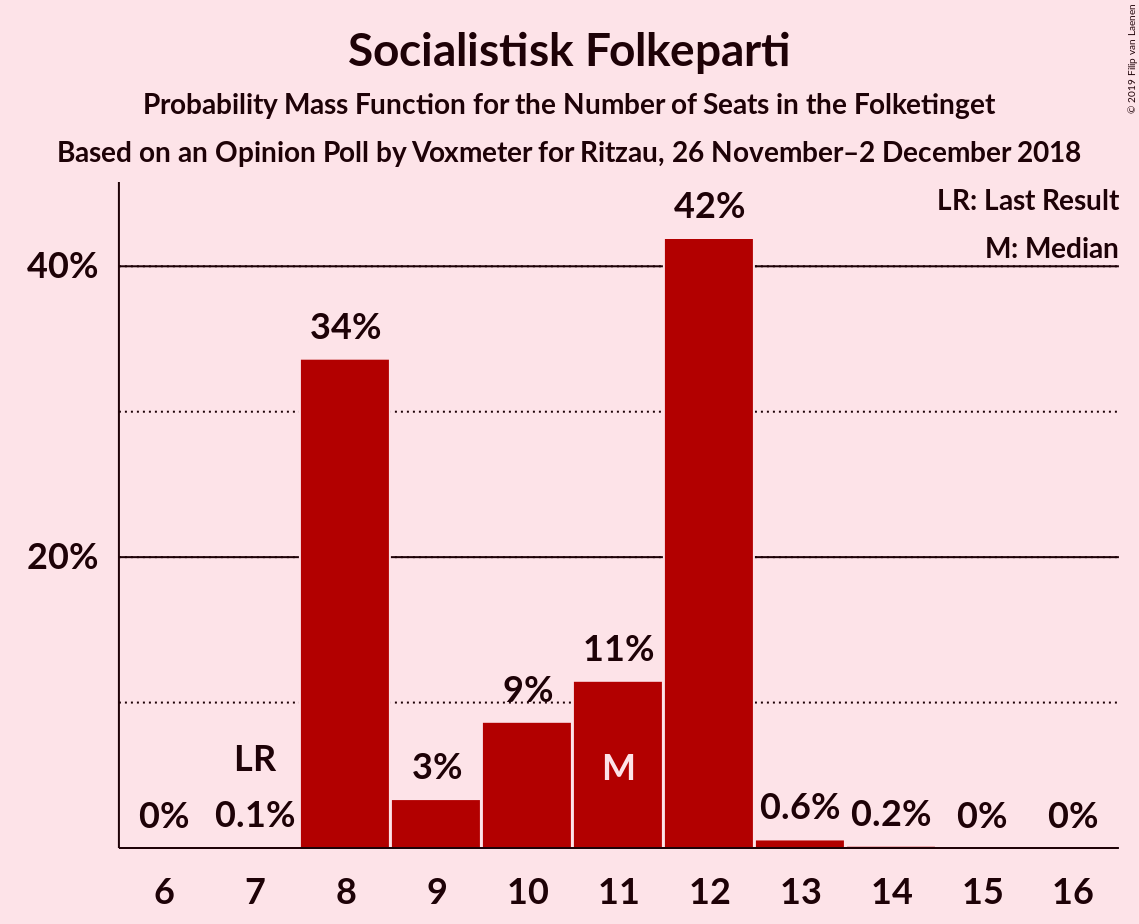 Socialistisk Folkeparti
Probability Mass Function for the Number of Seats in the Folketinget
Based on an Opinion Poll by Voxmeter for Ritzau, 26 November–2 December 2018
© 2019 Filip van Laenen
LR: Last Result
M: Median
40%
20%
0%
LR
0.1%
34%
3%
9%
11%
M
42%
0.6%
0.2%
0%
0%
6 7 8 9 10 11 12 13 14 15 16